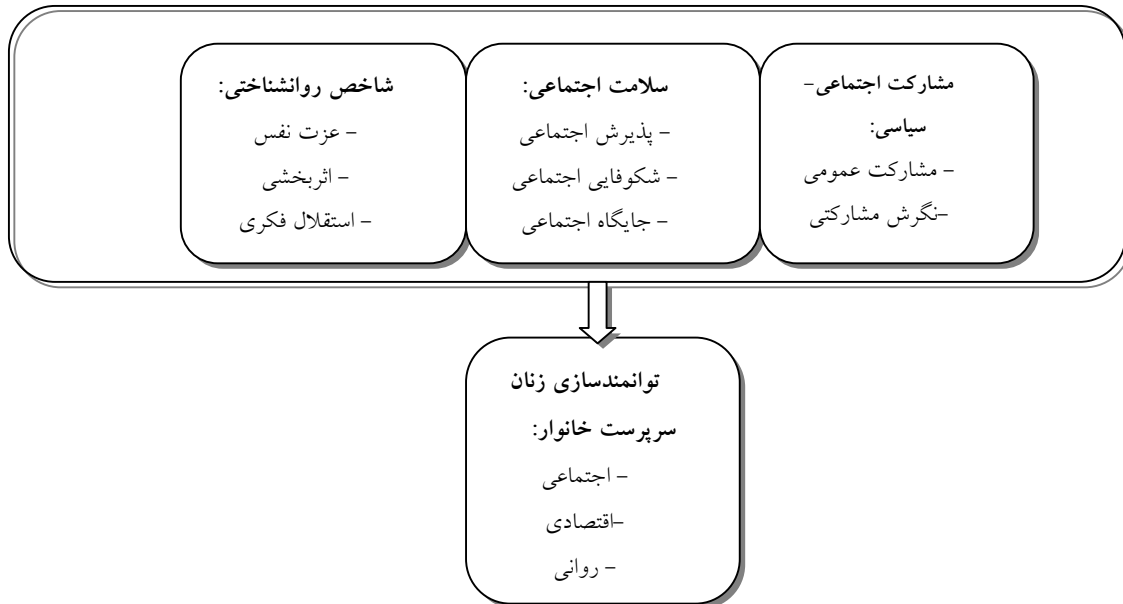 مشارکت اجتماعی-
سیاسی:
- مشارکت عمومی
-نگرش مشارکتی
سلامت اجتماعی:
- پذیرش اجتماعی
- شکوفایی اجتماعی
- جایگاه اجتماعی
شاخص روانشناختی:
- عزت نفس
- اثربخشی
- استقلال فکری
توانمندسازی زنان
سرپرست خانوار:
- اجتماعی
-اقتصادی
- روانی